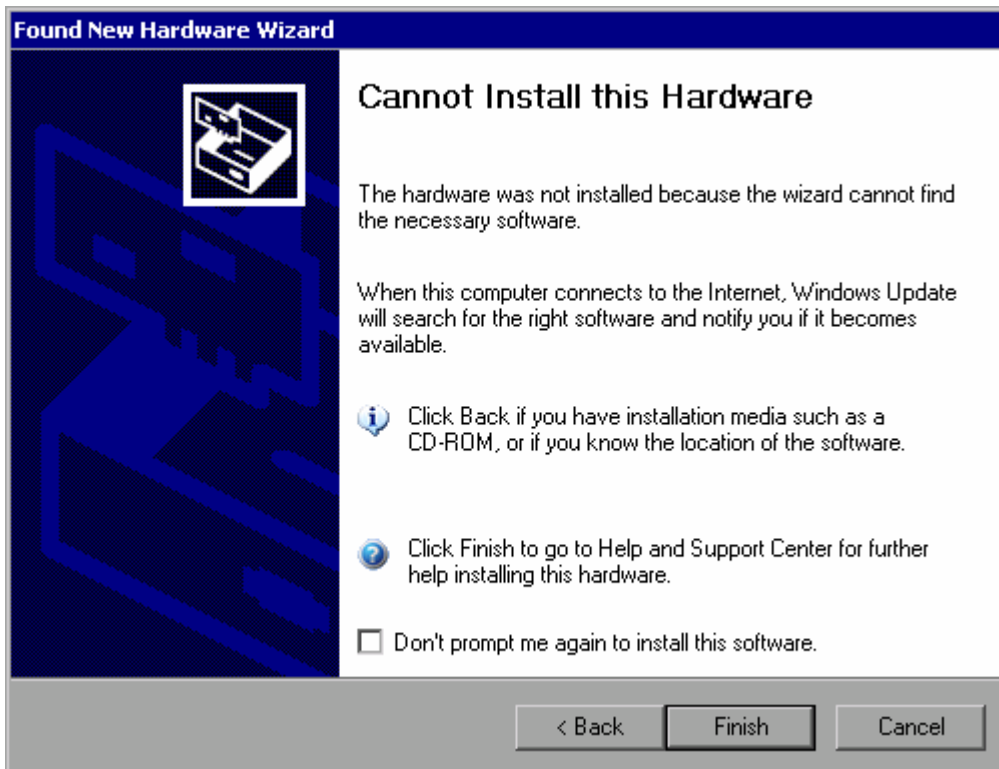 Found New Hardware Wizard
Cannot Install this Hardware
The hardware was not installed because the wizard cannot find
the necessary software.
When this computer connects to the Internet, Windows Update
will search for the right software and notify you if it becomes
available.
Click Back if you have installation media such as a
CD-ROM, or if you know the location of the software.
Click Finish to go to Help and Support Center for further
help installing this hardware.
Don't prompt me again to install this software.
< Back Finish Cancel